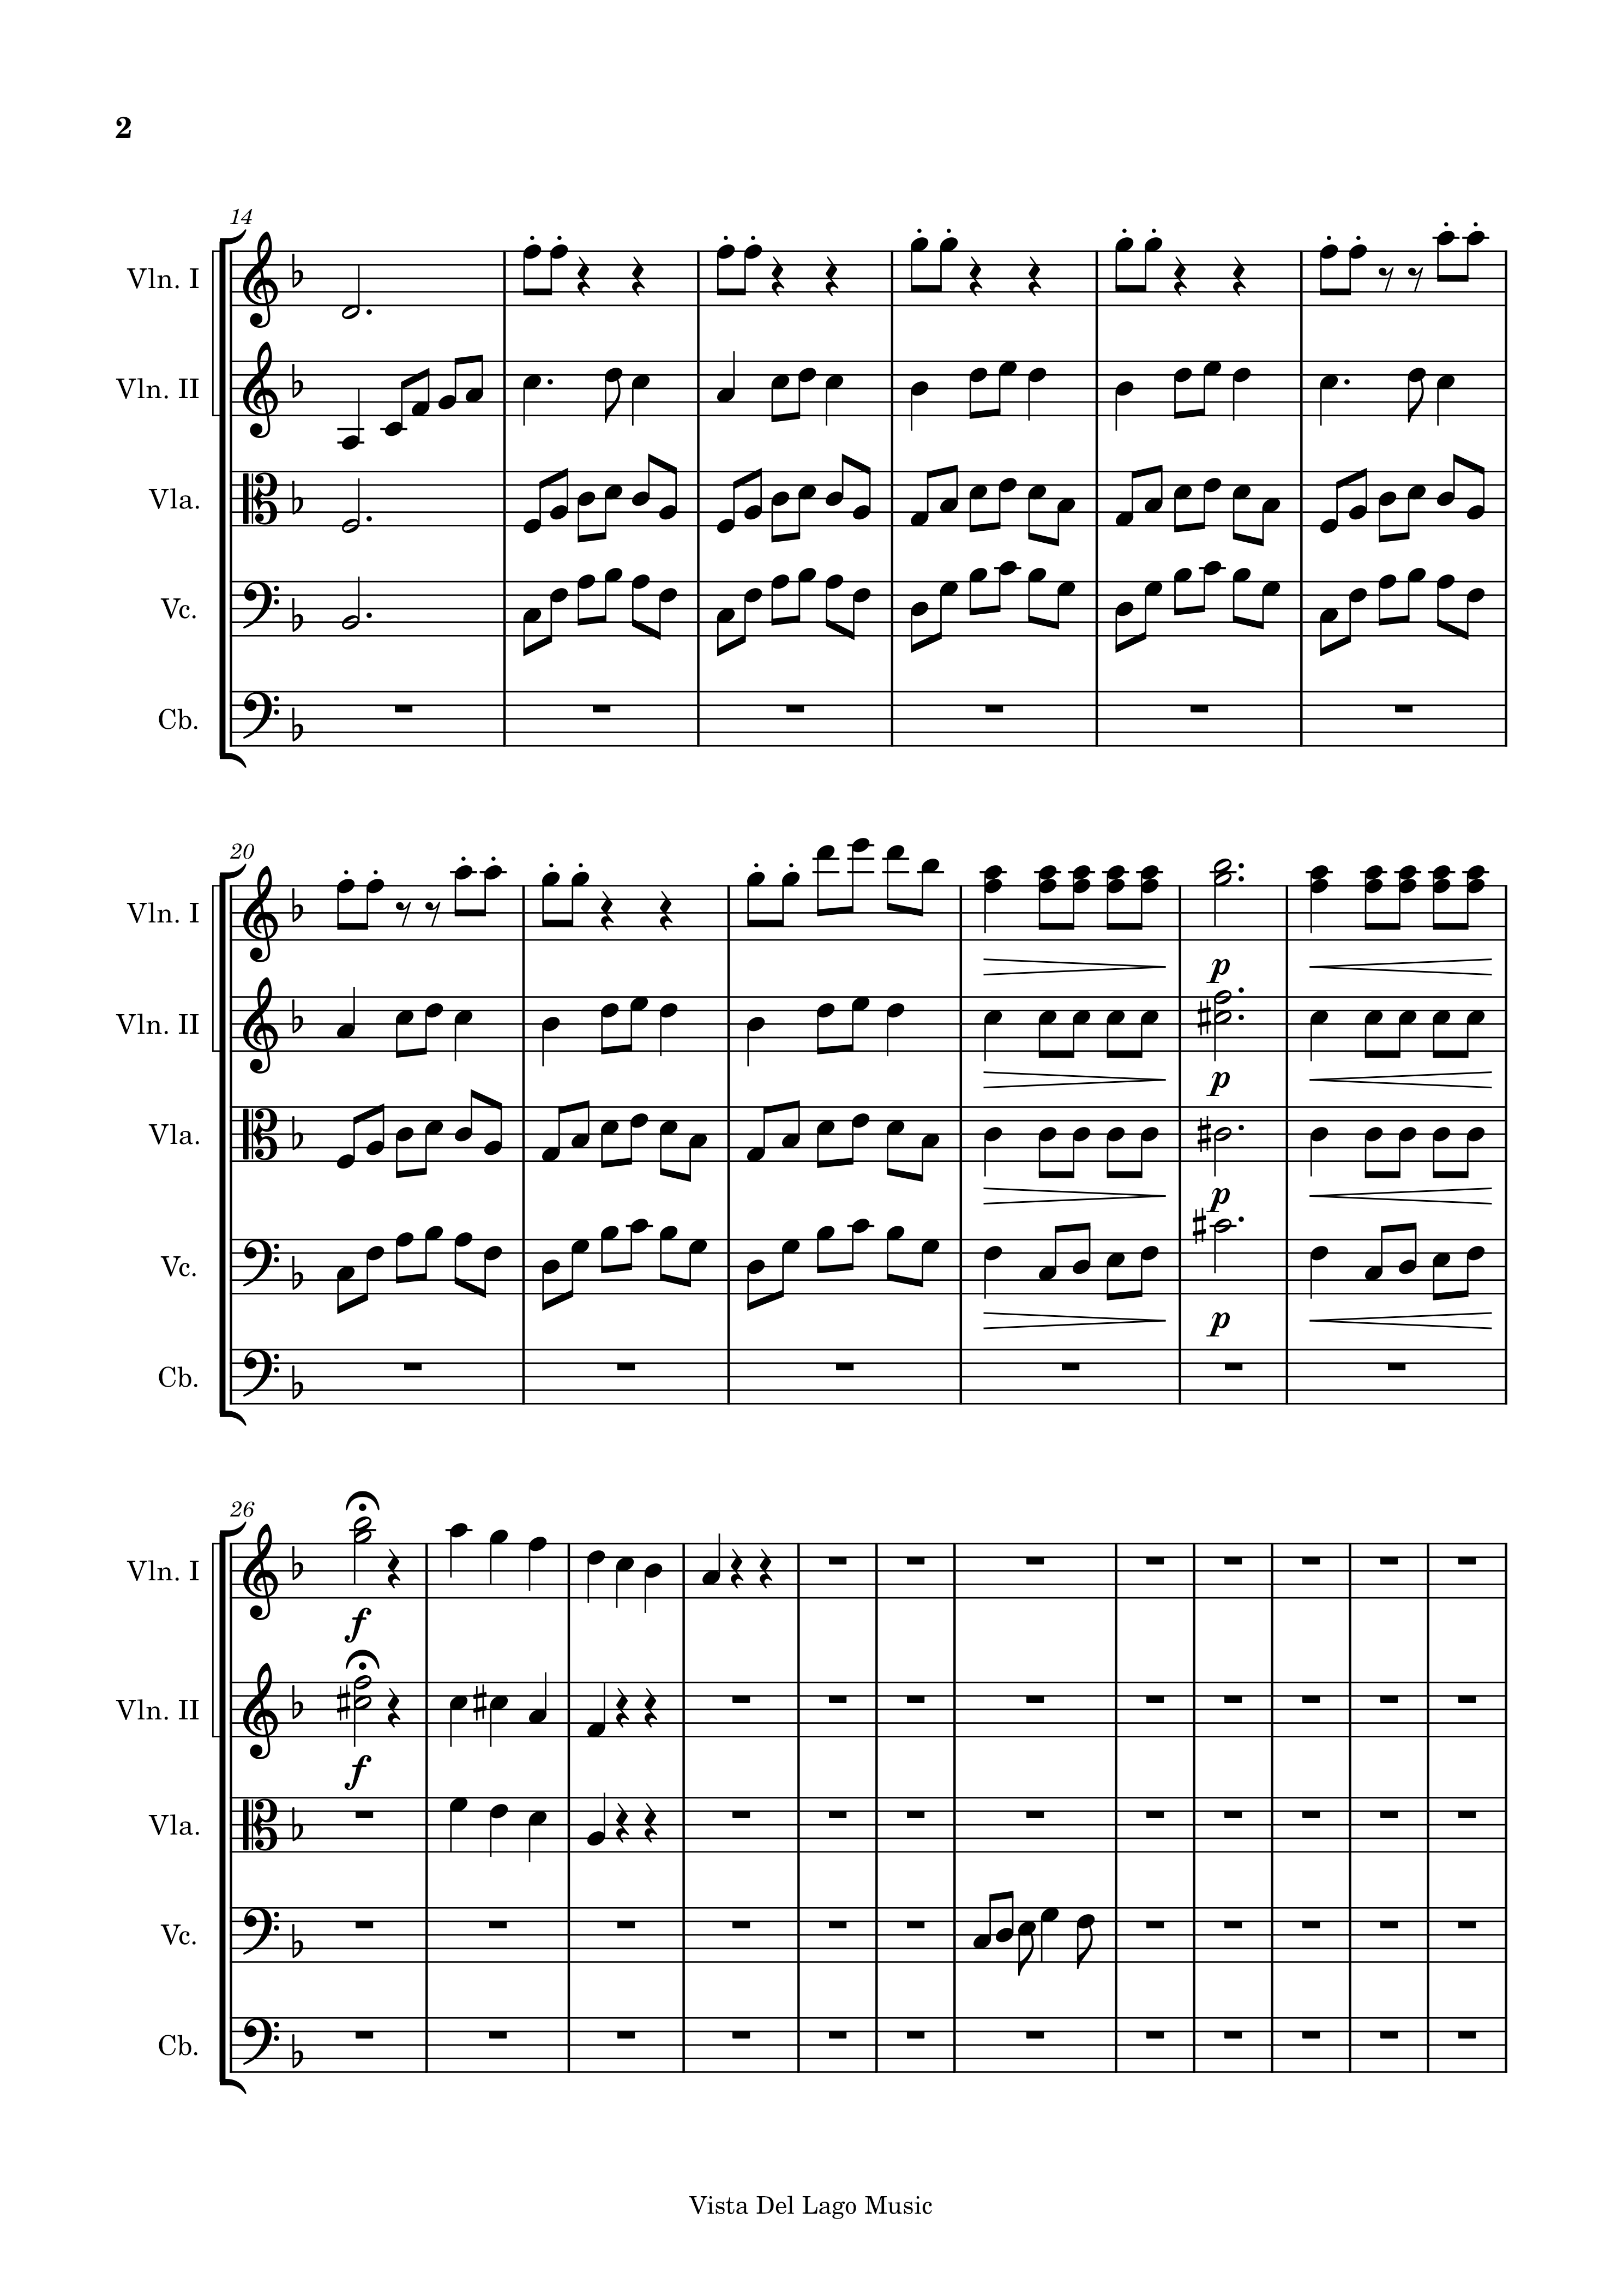 2
14
Vln. I
Vln. II
Vla.
Vc.
Cb.
20
Vln. I
p
Vln. II
p
Vla.
p
Vc.
p
Cb.
26
Vln. I
f
Vln. II
f
Vla.
Vc.
Cb.
Vista Del Lago Music